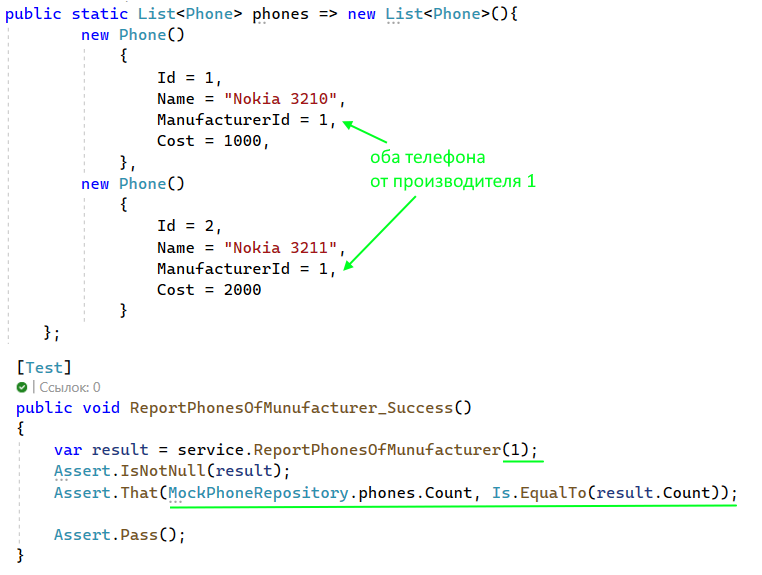 public static List<Phone> phones => new List<Phone>(){
new Phone()
{
Id = 1,
Name = "Nokia 3210",
ManufacturerId = 1,
Cost = 1000,
},
оба телефона
от производителя 1
new Phone()
{
Id = 2,
Name = "Nokia 3211",
ManufacturerId = 1,
Cost = 2000
}
};
[Test]
| Ссылок: 0
public void ReportPhonesOfMunufacturer_Success()
{
var result = service.ReportPhonesOfMunufacturer(1);
Assert.IsNotNull(result);
Assert.That(MockPhoneRepository.phones.Count, Is.EqualTo(result.Count));
Assert.Pass();
}